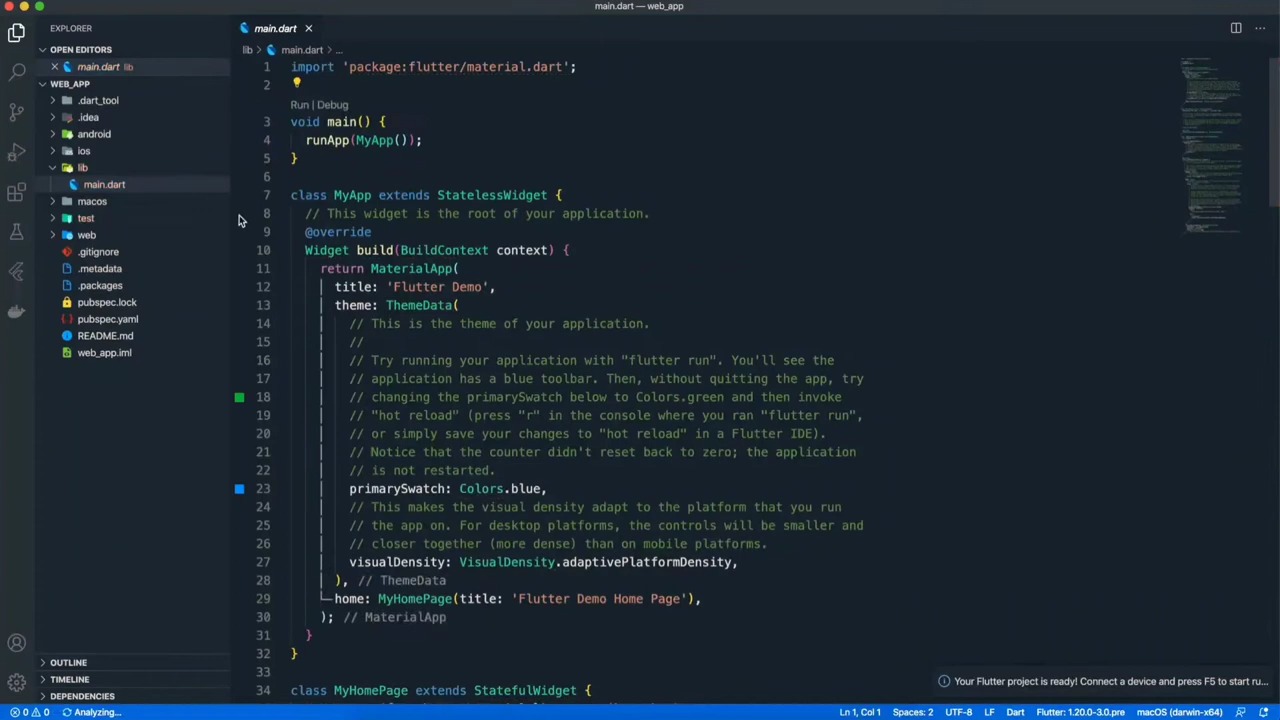 main.dart — web_app
EXPLORER
OPEN EDITORS
main.dart lib
WEB_APP
.dart_tool
.idea
android
ios
lib
main.dart
macos
test
web
.gitignore
.metadata
.packages
pubspec.lock
pubspec.yaml
README.md
web_app.iml
OUTLINE
TIMELINE
DEPENDENCIES
main.dart
lib > main.dart > ...
1 import 'package:flutter/material.dart';
2
Run | Debug
3 void main() {
4 runApp(MyApp());
5 }
6
7 class MyApp extends StatelessWidget {
8 // This widget is the root of your application.
9 @override
10 Widget build(BuildContext context) {
11 return MaterialApp(
12 title: 'Flutter Demo',
13 theme: ThemeData(
14 // This is the theme of your application.
15 //
16 // Try running your application with "flutter run". You'll see the
17 // application has a blue toolbar. Then, without quitting the app, try
18 // changing the primarySwatch below to Colors.green and then invoke
19 // "hot reload" (press "r" in the console where you ran "flutter run",
20 // or simply save your changes to "hot reload" in a Flutter IDE).
21 // Notice that the counter didn't reset back to zero; the application
22 // is not restarted.
23 primarySwatch: Colors.blue,
24 // This makes the visual density adapt to the platform that you run
25 // the app on. For desktop platforms, the controls will be smaller and
26 // closer together (more dense) than on mobile platforms.
27 visualDensity: VisualDensity.adaptivePlatformDensity,
28 ), // ThemeData
29 home: MyHomePage(title: 'Flutter Demo Home Page'),
30 ); // MaterialApp
31 }
32 }
33
34 class MyHomePage extends StatefulWidget {
Your Flutter project is ready! Connect a device and press F5 to start ru...
0 0 Analyzing... Ln 1, Col 1 Spaces: 2 UTF-8 LF Dart Flutter: 1.20.0-3.0.pre macOS (darwin-x64)